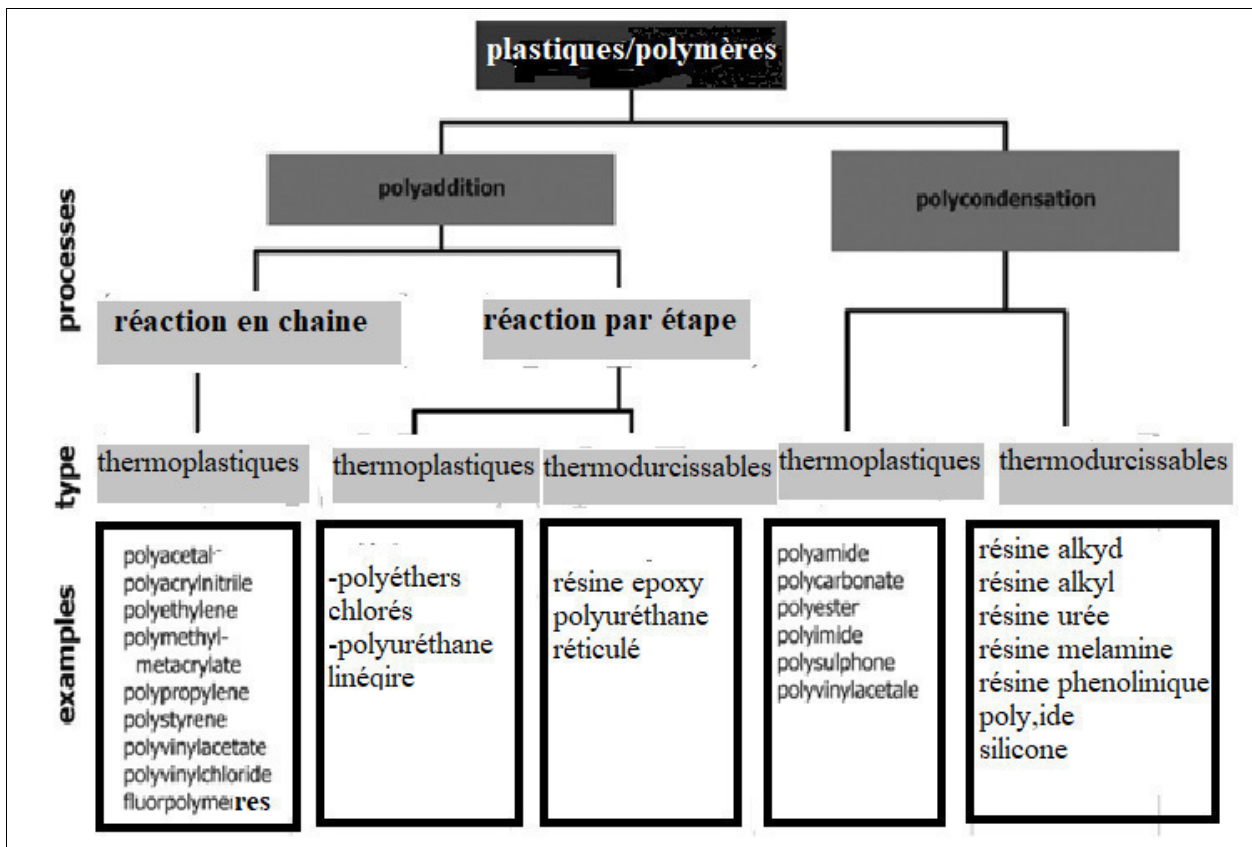 plastiques/polymères
processes
polyaddition
polycondensation
réaction en chaine
réaction par étape
type
thermoplastiques
thermoplastiques
thermodurcissables
thermoplastiques
thermodurcissables
examples
polyacetal-
polyacrylnitrile
polyethylene
polymethyl-
metacrylate
polypropylene
polystyrene
polyvinylacetate
polyvinylchloride
fluorpolymeres
-polyéthers
chlorés
-polyuréthane
linéqire
résine epoxy
polyuréthane
réticulé
polyamide
polycarbonate
polyester
polyimide
polysulphone
polyvinylacetale
résine alkyd
résine alkyl
résine urée
résine melamine
résine phenolinique
poly,ide
silicone